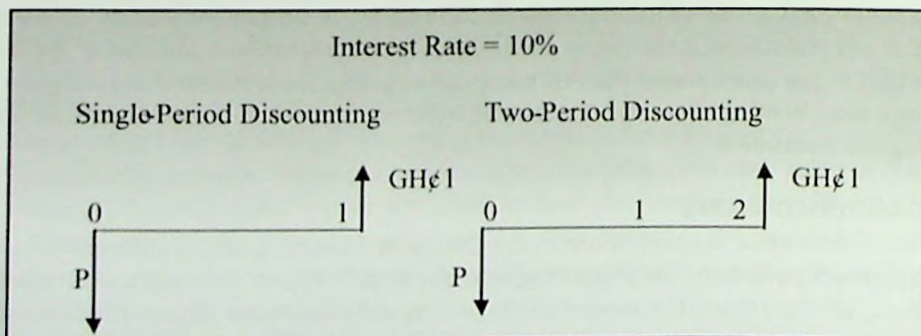 Interest Rate = 10%
Single-Period Discounting
Two-Period Discounting
GH¢1
0
1
P
GH¢1
0
1
2
P